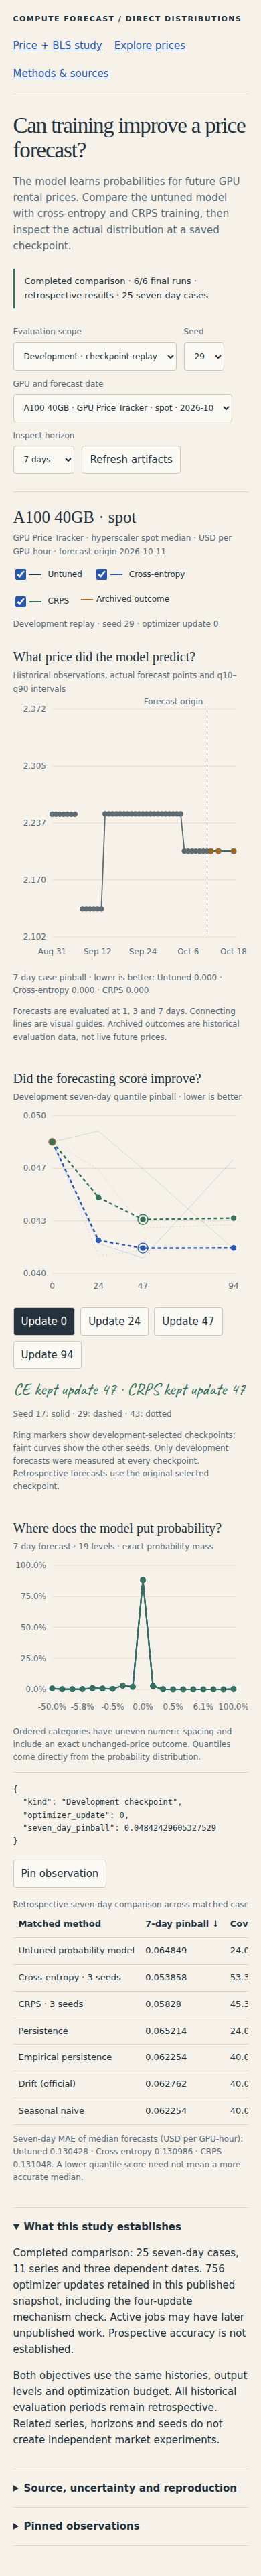 COMPUTE FORECAST / DIRECT DISTRIBUTIONS
Price + BLS study Explore prices
Methods & sources
Can training improve a price
forecast?
The model learns probabilities for future GPU
rental prices. Compare the untuned model
with cross-entropy and CRPS training, then
inspect the actual distribution at a saved
checkpoint.
Completed comparison · 6/6 final runs ·
retrospective results · 25 seven-day cases
Evaluation scope Seed
Development · checkpoint replay 29
GPU and forecast date
A100 40GB · GPU Price Tracker · spot · 2026-10
Inspect horizon
7 days Refresh artifacts
A100 40GB · spot
GPU Price Tracker · hyperscaler spot median · USD per
GPU-hour · forecast origin 2026-10-11
Untuned Cross-entropy
CRPS Archived outcome
Development replay · seed 29 · optimizer update 0
What price did the model predict?
Historical observations, actual forecast points and q10–
q90 intervals
Forecast origin
2.372
2.305
2.237
2.170
2.102
Aug 31 Sep 12 Sep 24 Oct 6 Oct 18
7-day case pinball · lower is better: Untuned 0.000 ·
Cross-entropy 0.000 · CRPS 0.000
Forecasts are evaluated at 1, 3 and 7 days. Connecting
lines are visual guides. Archived outcomes are historical
evaluation data, not live future prices.
Did the forecasting score improve?
Development seven-day quantile pinball · lower is better
0.050
0.047
0.043
0.040
0 24 47 94
Update 0 Update 24 Update 47
Update 94
CE kept update 47 · CRPS kept update 47
Seed 17: solid · 29: dashed · 43: dotted
Ring markers show development-selected checkpoints;
faint curves show the other seeds. Only development
forecasts were measured at every checkpoint.
Retrospective forecasts use the original selected
checkpoint.
Where does the model put probability?
7-day forecast · 19 levels · exact probability mass
100.0%
75.0%
50.0%
25.0%
0.0%
-50.0% -5.8% -0.5% 0.0% 0.5% 6.1% 100.0%
Ordered categories have uneven numeric spacing and
include an exact unchanged-price outcome. Quantiles
come directly from the probability distribution.
{
"kind": "Development checkpoint",
"optimizer_update": 0,
"seven_day_pinball": 0.04842429605327529
}
Pin observation
Retrospective seven-day comparison across matched case
Matched method 7-day pinball ↓ Cov
Untuned probability model 0.064849 24.0
Cross-entropy · 3 seeds 0.053858 53.3
CRPS · 3 seeds 0.05828 45.3
Persistence 0.065214 24.0
Empirical persistence 0.062254 40.0
Drift (official) 0.062762 40.0
Seasonal naive 0.062254 40.0
Seven-day MAE of median forecasts (USD per GPU-hour):
Untuned 0.130428 · Cross-entropy 0.130986 · CRPS
0.131048. A lower quantile score need not mean a more
accurate median.
▼ What this study establishes
Completed comparison: 25 seven-day cases,
11 series and three dependent dates. 756
optimizer updates retained in this published
snapshot, including the four-update
mechanism check. Active jobs may have later
unpublished work. Prospective accuracy is not
established.
Both objectives use the same histories, output
levels and optimization budget. All historical
evaluation periods remain retrospective.
Related series, horizons and seeds do not
create independent market experiments.
▶ Source, uncertainty and reproduction
▶ Pinned observations